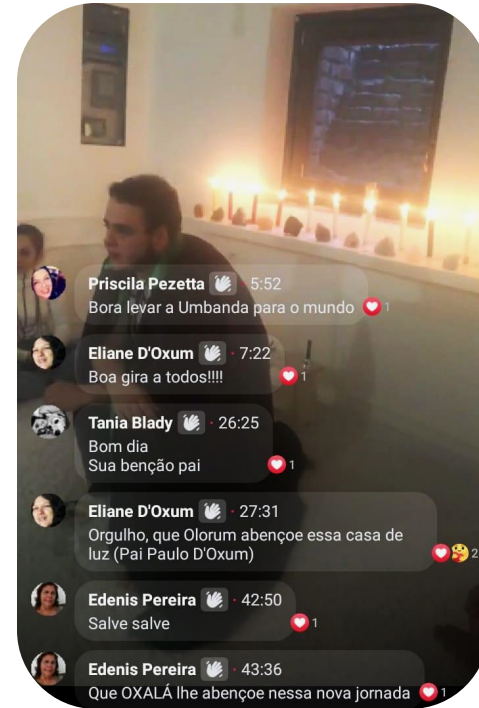 Priscila Pezetta · 5:52
Bora levar a Umbanda para o mundo 1
Eliane D'Oxum · 7:22
Boa gira a todos!!!! 1
Tania Blady · 26:25
Bom dia
Sua benção pai 1
Eliane D'Oxum · 27:31
Orgulho, que Olorum abençoe essa casa de
luz (Pai Paulo D'Oxum) 2
Edenis Pereira · 42:50
Salve salve 1
Edenis Pereira · 43:36
Que OXALÁ lhe abençoe nessa nova jornada 1